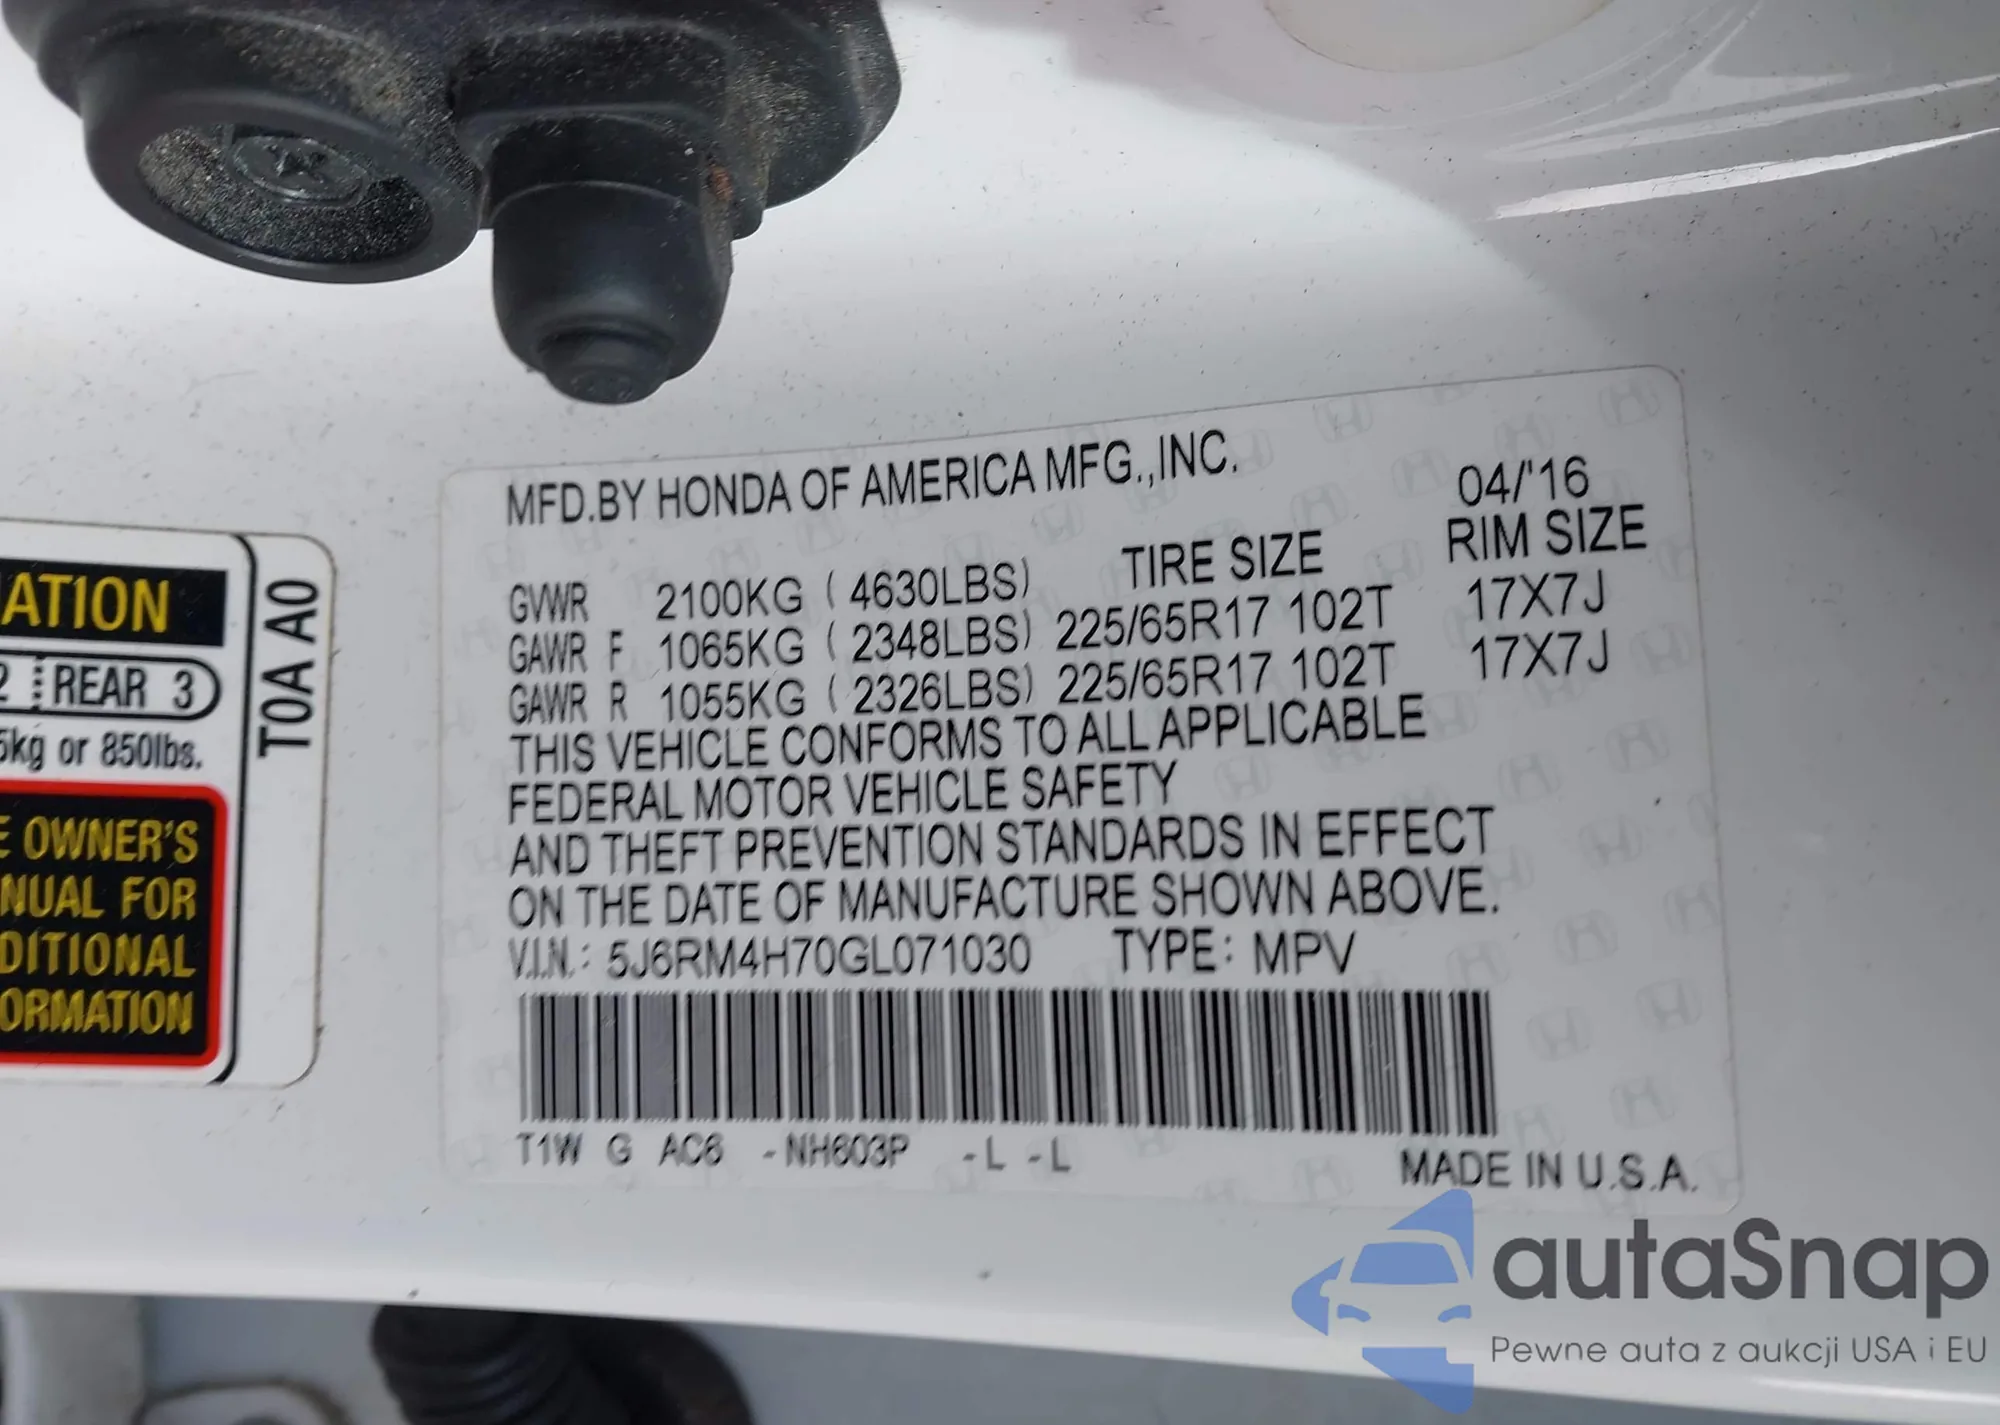 ATION
2 REAR 3
5kg or 850lbs.
E OWNER'S
NUAL FOR
DITIONAL
ORMATION
T0A A0
MFD.BY HONDA OF AMERICA MFG.,INC. 04/'16
TIRE SIZE RIM SIZE
GVWR 2100KG ( 4630LBS)
GAWR F 1065KG ( 2348LBS) 225/65R17 102T 17X7J
GAWR R 1055KG ( 2326LBS) 225/65R17 102T 17X7J
THIS VEHICLE CONFORMS TO ALL APPLICABLE
FEDERAL MOTOR VEHICLE SAFETY
AND THEFT PREVENTION STANDARDS IN EFFECT
ON THE DATE OF MANUFACTURE SHOWN ABOVE.
V.I.N.: 5J6RM4H70GL071030 TYPE: MPV
T1W G AC6 -NH603P -L -L
MADE IN U.S.A.
autaSnap
Pewne auta z aukcji USA i EU